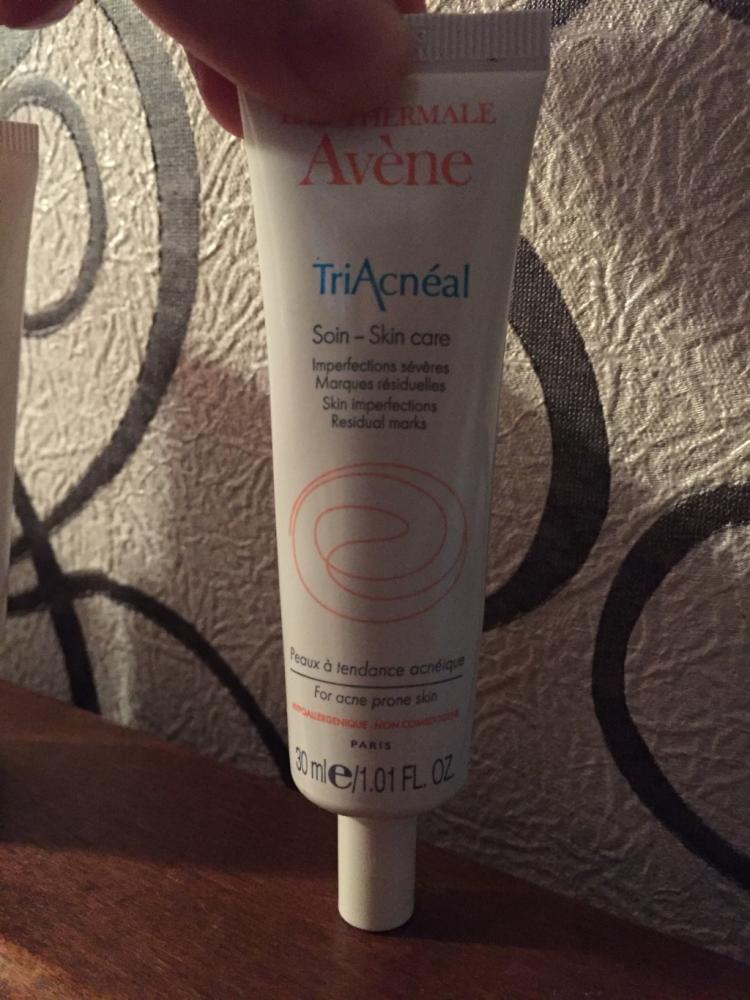 THERMALE
Avène
TriAcnéal
Soin – Skin care
Imperfections sévères
Marques résiduelles
Skin imperfections
Residual marks
Peaux à tendance acnéique
For acne prone skin
HYPOALLERGENIQUE - NON COMEDOGENE
PARIS
30 ml e/1.01 FL. OZ.